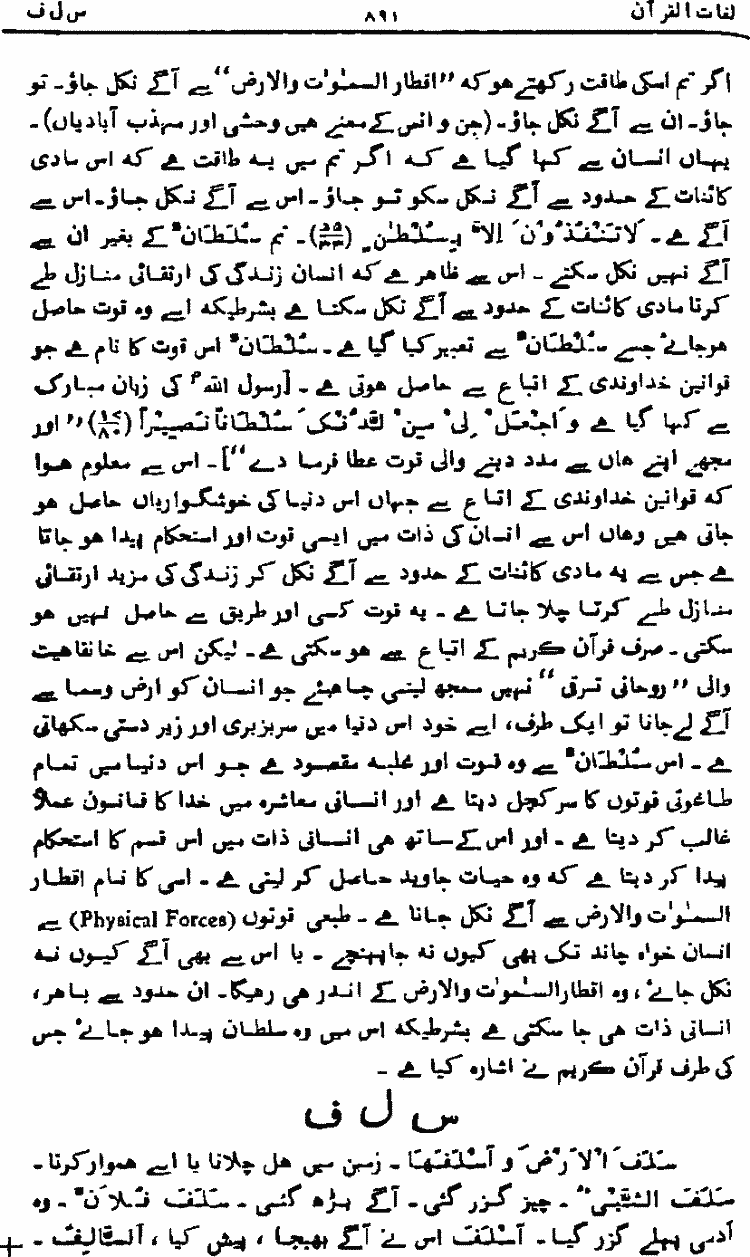 لغات القرآن ۸۹۱ س ل ف
اگر تم اسکی طاقت رکھتے ہو کہ ”اقطار السمٰوٰت والارض“ سے آگے نکل جاؤ۔ تو
جاؤ۔ ان سے آگے نکل جاؤ۔ (جن و انس کے معنے ہیں وحشی اور مہذب آبادیاں)۔
یہاں انسان سے کہا گیا ہے کہ اگر تم میں یہ طاقت ہے کہ اس مادی
کائنات کے حدود سے آگے نکل سکو تو جاؤ۔ اس سے آگے نکل جاؤ۔ اس سے
آگے ہے۔ لَا تَنْفُذُوْنَ اِلَّا بِسُلْطٰنٍ (۵۵/۳۳)۔ تم سُلْطَانٌ کے بغیر ان سے
آگے نہیں نکل سکتے۔ اس سے ظاہر ہے کہ انسان زندگی کی ارتقائی منازل طے
کرتا مادی کائنات کے حدود سے آگے نکل سکتا ہے بشرطیکہ اسے وہ قوت حاصل
ہو جائے جسے سُلْطَانٌ سے تعبیر کیا گیا ہے۔ سُلْطَانٌ اس قوت کا نام ہے جو
قوانین خداوندی کے اتباع سے حاصل ہوتی ہے۔ [رسول اللہؐ کی زبان مبارک
سے کہا گیا ہے وَاجْعَلْ لِیْ مِنْ لَّدُنْکَ سُلْطَاناً نَصِیْراً (۱۷/۸۰) ”اور
مجھے اپنے ہاں سے مدد دینے والی قوت عطا فرما دے“]۔ اس سے معلوم ہوا
کہ قوانین خداوندی کے اتباع سے جہاں اس دنیا کی خوشگواریاں حاصل ہو
جاتی ہیں وہاں اس سے انسان کی ذات میں ایسی قوت اور استحکام پیدا ہو جاتا
ہے جس سے یہ مادی کائنات کے حدود سے آگے نکل کر زندگی کی مزید ارتقائی
منازل طے کرتا چلا جاتا ہے۔ یہ قوت کسی اور طریق سے حاصل نہیں ہو
سکتی۔ صرف قرآن کریم کے اتباع سے ہو سکتی ہے۔ لیکن اس سے خانقاہیت
والی ”روحانی ترقی“ نہیں سمجھ لینی چاہئے جو انسان کو ارض و سما سے
آگے لے جانا تو ایک طرف، اسے خود اس دنیا میں سربزیری اور زیر دستی سکھاتی
ہے۔ اس سُلْطَانٌ سے وہ قوت اور غلبہ مقصود ہے جو اس دنیا میں تمام
طاغوتی قوتوں کا سر کچل دیتا ہے اور انسانی معاشرہ میں خدا کا قانون عملاً
غالب کر دیتا ہے۔ اور اس کے ساتھ ہی انسانی ذات میں اس قسم کا استحکام
پیدا کر دیتا ہے کہ وہ حیات جاوید حاصل کر لیتی ہے۔ اسی کا نام اقطار
السمٰوٰت والارض سے آگے نکل جانا ہے۔ طبعی قوتوں (Physical Forces) سے
انسان خواہ چاند تک بھی کیوں نہ جا پہنچے۔ یا اس سے بھی آگے کیوں نہ
نکل جائے، وہ اقطار السمٰوٰت والارض کے اندر ہی رہیگا۔ ان حدود سے باہر،
انسانی ذات ہی جا سکتی ہے بشرطیکہ اس میں وہ سلطان پیدا ہو جائے جس
کی طرف قرآن کریم نے اشارہ کیا ہے۔
س ل ف
سَلَفَ الْاَرْضَ وَ اَسْلَفَھَا۔ زمین میں ہل چلانا یا اسے ہموار کرنا۔
سَلَفَ الشَّیْئُ۔ چیز گزر گئی۔ آگے بڑھ گئی۔ سَلَفَ فُلَانٌ۔ وہ
آدمی پہلے گزر گیا۔ اَسْلَفَ اس نے آگے بھیجا، پیش کیا، اَلسَّالِفُ۔